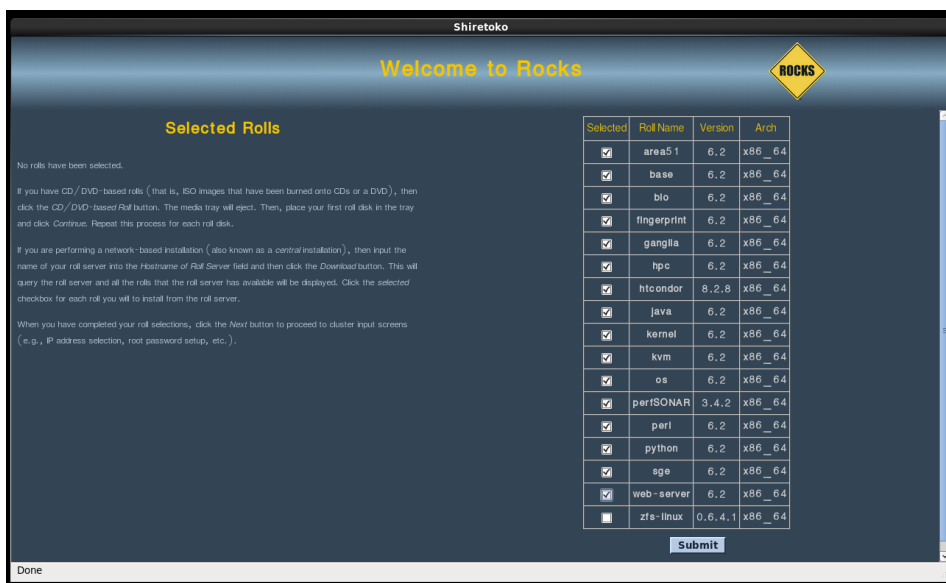 Shiretoko
Welcome to Rocks
ROCKS
Selected Rolls
No rolls have been selected.
If you have CD/DVD-based rolls (that is, ISO images that have been burned onto CDs or a DVD), then
click the CD/DVD-based Roll button. The media tray will eject. Then, place your first roll disk in the tray
and click Continue. Repeat this process for each roll disk.
If you are performing a network-based installation (also known as a central installation), then input the
name of your roll server into the Hostname of Roll Server field and then click the Download button. This will
query the roll server and all the rolls that the roll server has available will be displayed. Click the selected
checkbox for each roll you will to install from the roll server.
When you have completed your roll selections, click the Next button to proceed to cluster input screens
(e.g., IP address selection, root password setup, etc.).
Selected Roll Name Version Arch
area51 6.2 x86_64
base 6.2 x86_64
bio 6.2 x86_64
fingerprint 6.2 x86_64
ganglia 6.2 x86_64
hpc 6.2 x86_64
htcondor 8.2.8 x86_64
java 6.2 x86_64
kernel 6.2 x86_64
kvm 6.2 x86_64
os 6.2 x86_64
perfSONAR 3.4.2 x86_64
perl 6.2 x86_64
python 6.2 x86_64
sge 6.2 x86_64
web-server 6.2 x86_64
zfs-linux 0.6.4.1 x86_64
Submit
Done